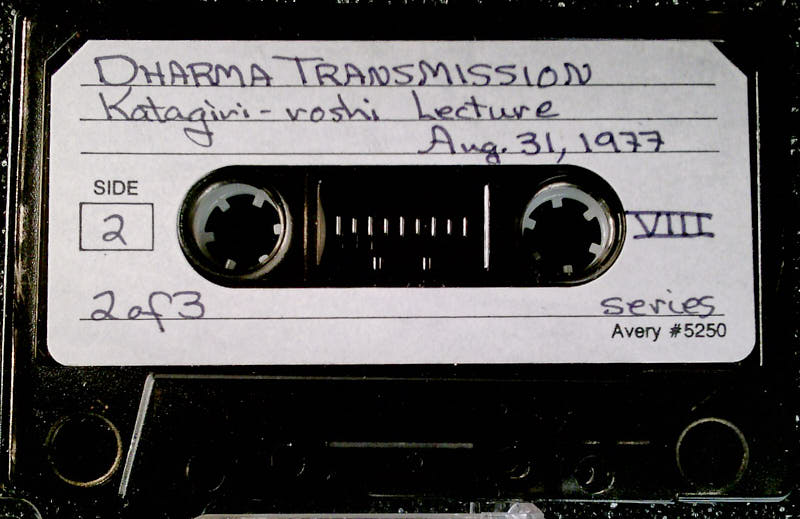 DHARMA TRANSMISSION
Katagiri-roshi Lecture
Aug. 31, 1977
SIDE
2
VIII
2 of 3
series
Avery #5250